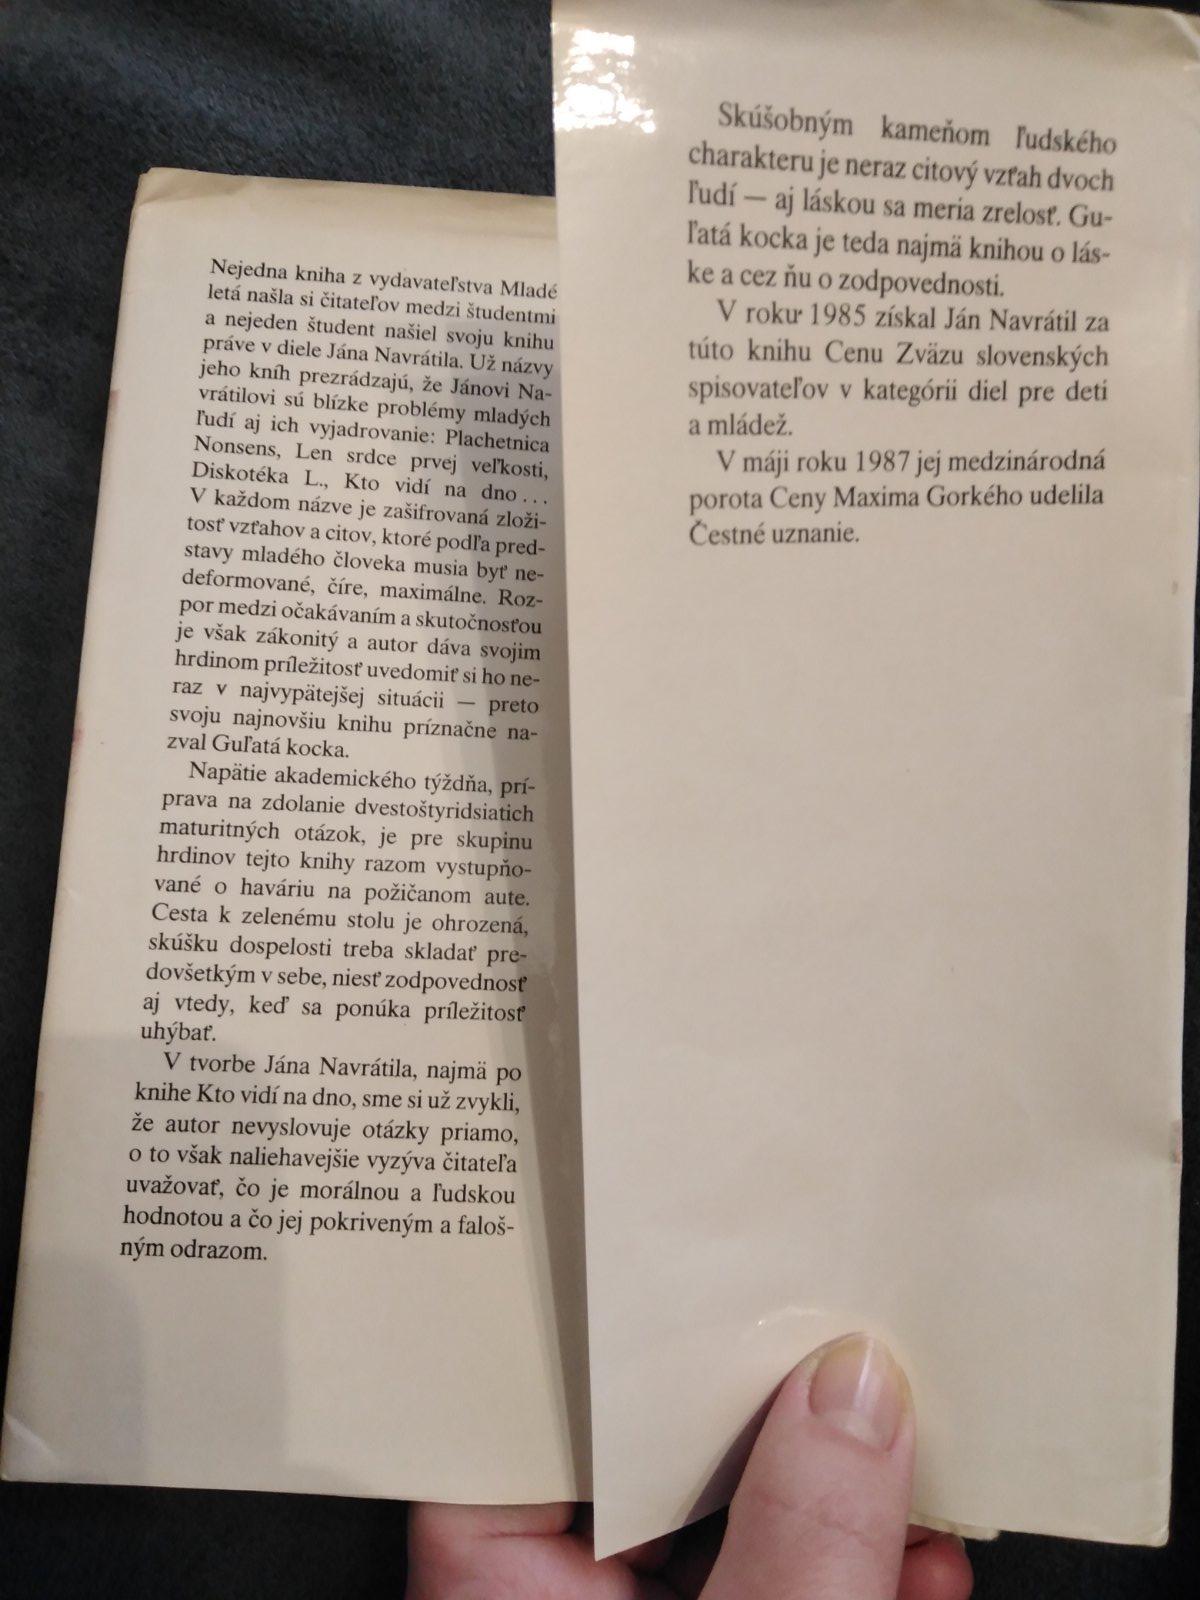 Nejedna kniha z vydavateľstva Mladé
letá našla si čitateľov medzi študentmi
a nejeden študent našiel svoju knihu
práve v diele Jána Navrátila. Už názvy
jeho kníh prezrádzajú, že Jánovi Na-
vrátilovi sú blízke problémy mladých
ľudí aj ich vyjadrovanie: Plachetnica
Nonsens, Len srdce prvej veľkosti,
Diskotéka L., Kto vidí na dno...
V každom názve je zašifrovaná zloži-
tosť vzťahov a citov, ktoré podľa pred-
stavy mladého človeka musia byť ne-
deformované, číre, maximálne. Roz-
por medzi očakávaním a skutočnosťou
je však zákonitý a autor dáva svojim
hrdinom príležitosť uvedomiť si ho ne-
raz v najvypätejšej situácii — preto
svoju najnovšiu knihu príznačne na-
zval Guľatá kocka.
Napätie akademického týždňa, prí-
prava na zdolanie dvestoštyridsiatich
maturitných otázok, je pre skupinu
hrdinov tejto knihy razom vystupňo-
vané o haváriu na požičanom aute.
Cesta k zelenému stolu je ohrozená,
skúšku dospelosti treba skladať pre-
dovšetkým v sebe, niesť zodpovednosť
aj vtedy, keď sa ponúka príležitosť
uhýbať.
V tvorbe Jána Navrátila, najmä po
knihe Kto vidí na dno, sme si už zvykli,
že autor nevyslovuje otázky priamo,
o to však naliehavejšie vyzýva čitateľa
uvažovať, čo je morálnou a ľudskou
hodnotou a čo jej pokriveným a faloš-
ným odrazom.
Skúšobným kameňom ľudského
charakteru je neraz citový vzťah dvoch
ľudí — aj láskou sa meria zrelosť. Gu-
ľatá kocka je teda najmä knihou o lás-
ke a cez ňu o zodpovednosti.
V roku 1985 získal Ján Navrátil za
túto knihu Cenu Zväzu slovenských
spisovateľov v kategórii diel pre deti
a mládež.
V máji roku 1987 jej medzinárodná
porota Ceny Maxima Gorkého udelila
Čestné uznanie.